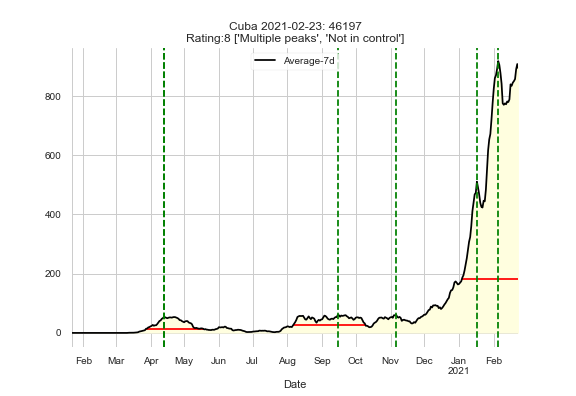 Cuba 2021-02-23: 46197
Rating:8 ['Multiple peaks', 'Not in control']
Average-7d
800
600
400
200
0
Feb Mar Apr May Jun Jul Aug Sep Oct Nov Dec Jan Feb
2021
Date